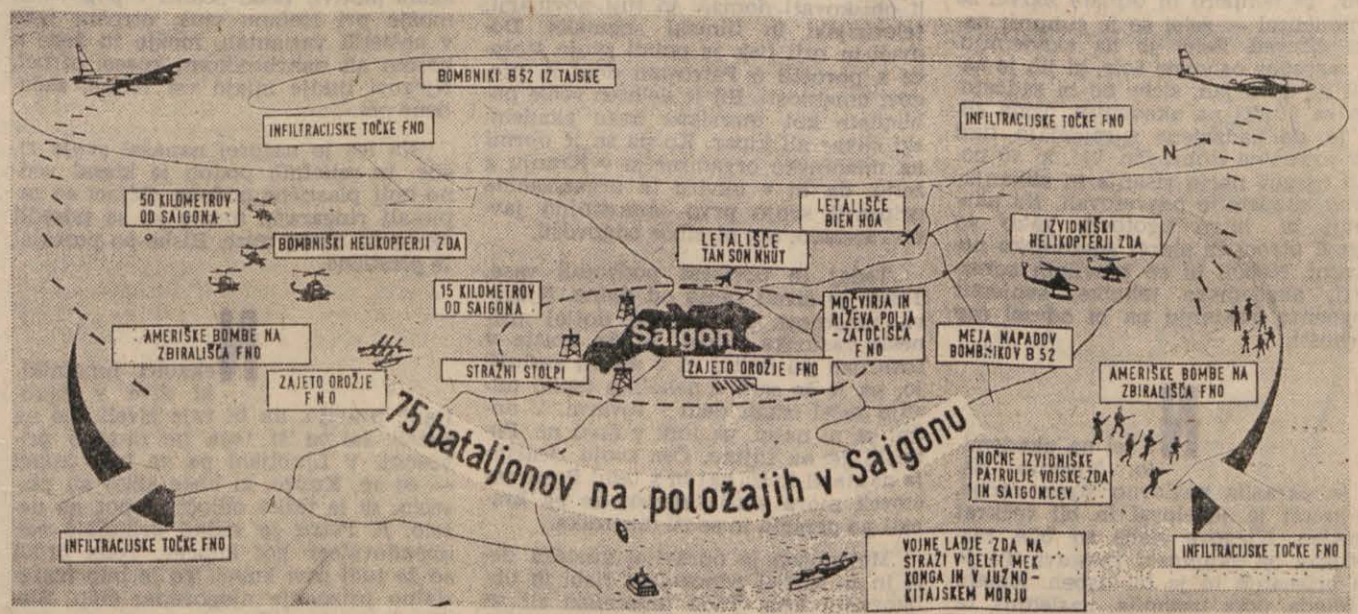 BOMBNIKI B 52 IZ TAJSKE
INFILTRACIJSKE TOČKE FNO
INFILTRACIJSKE TOČKE FNO
N
50 KILOMETROV
OD SAIGONA
BOMBNIŠKI HELIKOPTERJI ZDA
LETALIŠČE
BIEN HOA
LETALIŠČE
TAN SON NHUT
IZVIDNIŠKI
HELIKOPTERJI ZDA
15 KILOMETROV
OD SAIGONA
Saigon
MOČVIRJA IN
RIŽEVA POLJA
- ZATOČIŠČA
FNO
AMERIŠKE BOMBE NA
ZBIRALIŠČA FNO
STRAŽNI STOLPI
ZAJETO OROŽJE FNO
MEJA NAPADOV
BOMBNIKOV B 52
ZAJETO OROŽJE
FNO
AMERIŠKE BOMBE NA
ZBIRALIŠČA FNO
75 bataljonov na položajih v Saigonu
NOČNE IZVIDNIŠKE
PATRULJE VOJSKE ZDA
IN SAIGONCEV
INFILTRACIJSKE TOČKE FNO
VOJNE LADJE ZDA NA
STRAŽI V DELTI MEK
KONGA IN V JUŽNO-
KITAJSKEM MORJU
INFILTRACIJSKE TOČKE FNO